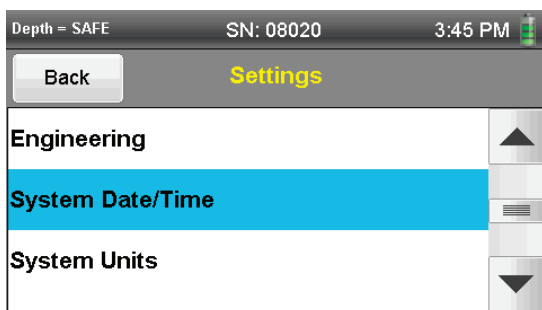 Depth = SAFE SN: 08020 3:45 PM
Back Settings
Engineering
System Date/Time
System Units